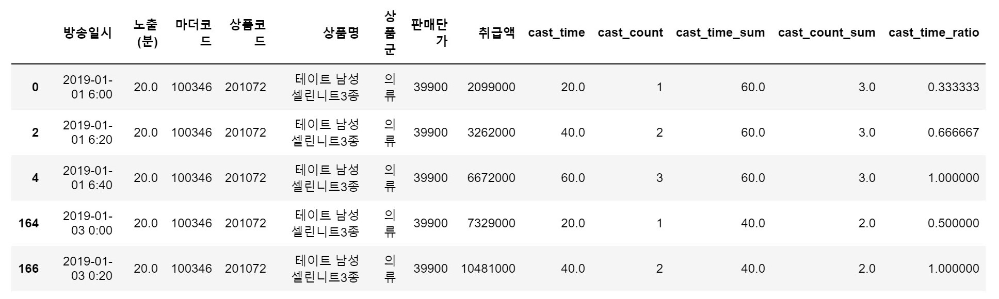 방송일시 노출(분) 마더코드 상품코드 상품명 상품군 판매단가 취급액 cast_time cast_count cast_time_sum cast_count_sum cast_time_ratio
0 2019-01-01 6:00 20.0 100346 201072 테이트 남성 셀린니트3종 의류 39900 2099000 20.0 1 60.0 3.0 0.333333
2 2019-01-01 6:20 20.0 100346 201072 테이트 남성 셀린니트3종 의류 39900 3262000 40.0 2 60.0 3.0 0.666667
4 2019-01-01 6:40 20.0 100346 201072 테이트 남성 셀린니트3종 의류 39900 6672000 60.0 3 60.0 3.0 1.000000
164 2019-01-03 0:00 20.0 100346 201072 테이트 남성 셀린니트3종 의류 39900 7329000 20.0 1 40.0 2.0 0.500000
166 2019-01-03 0:20 20.0 100346 201072 테이트 남성 셀린니트3종 의류 39900 10481000 40.0 2 40.0 2.0 1.000000